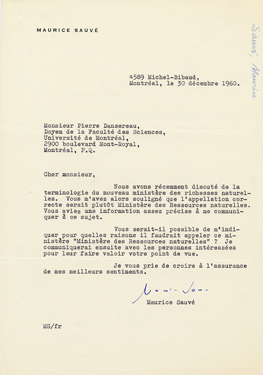 MAURICE SAUVÉ
Sauvé, Maurice
4589 Michel-Bibaud,
Montréal, le 30 décembre 1960.
Monsieur Pierre Dansereau,
Doyen de la Faculté des Sciences,
Université de Montréal,
2900 boulevard Mont-Royal,
Montréal, P.Q.
Cher monsieur,
Nous avons récemment discuté de la
terminologie du nouveau ministère des richesses naturel-
les. Vous m'avez alors souligné que l'appellation cor-
recte serait plutôt Ministère des Ressources naturelles.
Vous aviez une information assez précise à me communi-
quer à ce sujet.
Vous serait-il possible de m'indi-
quer pour quelles raisons il faudrait appeler ce mi-
nistère "Ministère des Ressources naturelles" ? Je
communiquerai ensuite avec les personnes intéressées
pour leur faire valoir votre point de vue.
Je vous prie de croire à l'assurance
de mes meilleurs sentiments.
Maurice Sauvé
MS/fr